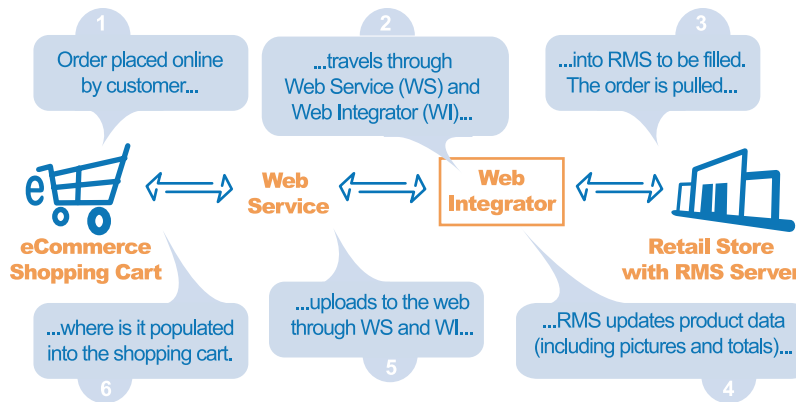 1
Order placed online
by customer...
2
...travels through
Web Service (WS) and
Web Integrator (WI)...
3
...into RMS to be filled.
The order is pulled...
e
eCommerce
Shopping Cart
Web
Service
Web
Integrator
Retail Store
with RMS Server
...where is it populated
into the shopping cart.
6
...uploads to the web
through WS and WI...
5
...RMS updates product data
(including pictures and totals)...
4